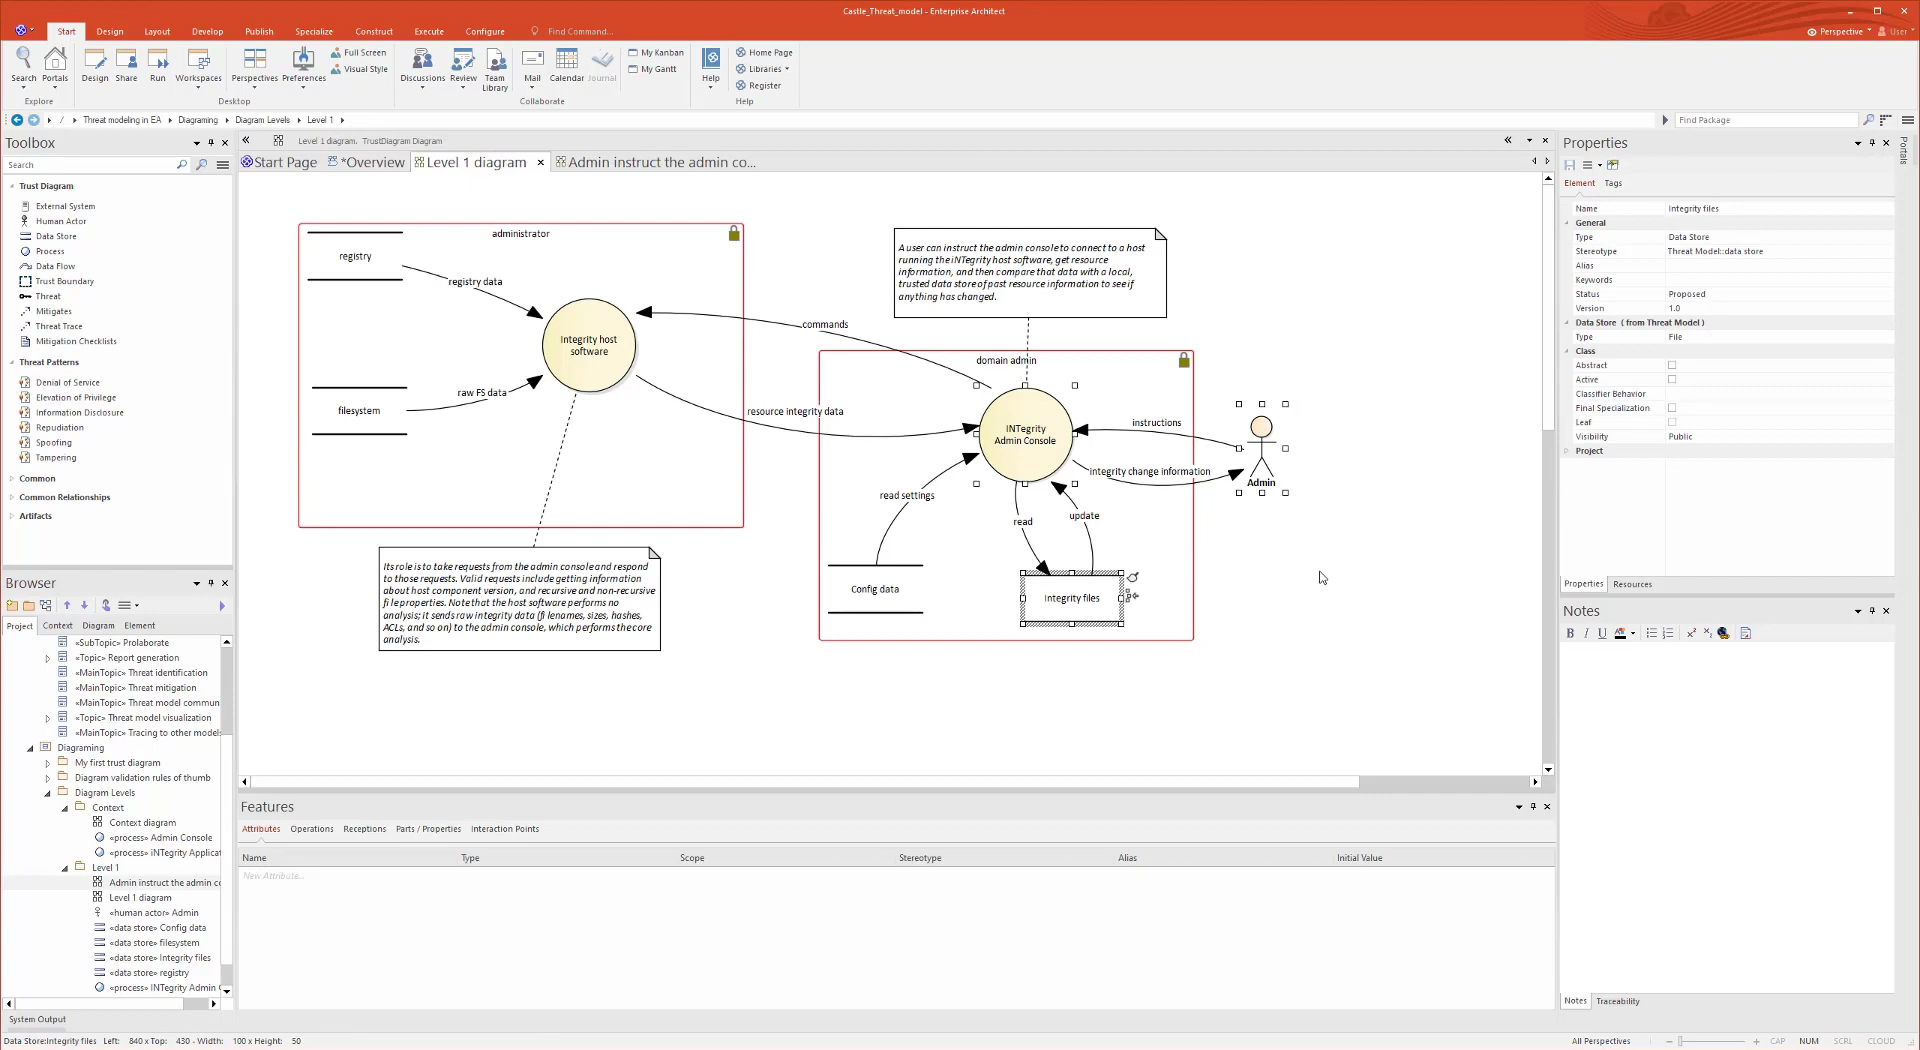 Castle_Threat_model - Enterprise Architect
Start Design Layout Develop Publish Specialize Construct Execute Configure Find Command... Perspective User
Search Portals Design Share Run Workspaces Perspectives Preferences Full Screen Visual Style Discussions Review Team Library Mail Calendar Journal My Kanban My Gantt Help Home Page Libraries Register
Explore Desktop Collaborate Help
/ Threat modeling in EA Diagraming Diagram Levels Level 1 Find Package
Toolbox
Search
Trust Diagram
External System
Human Actor
Data Store
Process
Data Flow
Trust Boundary
Threat
Mitigates
Threat Trace
Mitigation Checklists
Threat Patterns
Denial of Service
Elevation of Privilege
Information Disclosure
Repudiation
Spoofing
Tampering
Common
Common Relationships
Artifacts
Browser
Project Context Diagram Element
«SubTopic» Prolaborate
«Topic» Report generation
«MainTopic» Threat identification
«MainTopic» Threat mitigation
«MainTopic» Threat model commun
«Topic» Threat model visualization
«MainTopic» Tracing to other models
Diagraming
My first trust diagram
Diagram validation rules of thumb
Diagram Levels
Context
Context diagram
«process» Admin Console
«process» iNTegrity Applicat
Level 1
Admin instruct the admin co
Level 1 diagram
«human actor» Admin
«data store» Config data
«data store» filesystem
«data store» Integrity files
«data store» registry
«process» INTegrity Admin C
System Output
Level 1 diagram. TrustDiagram Diagram
Start Page *Overview Level 1 diagram Admin instruct the admin co...
administrator
registry
registry data
Integrity host
software
raw FS data
filesystem
commands
resource integrity data
Its role is to take requests from the admin console and respond
to those requests. Valid requests include getting information
about host component version, and recursive and non-recursive
file properties. Note that the host software performs no
analysis; it sends raw integrity data (filenames, sizes, hashes,
ACLs, and so on) to the admin console, which performs the core
analysis.
A user can instruct the admin console to connect to a host
running the iNTegrity host software, get resource
information, and then compare that data with a local,
trusted data store of past resource information to see if
anything has changed.
domain admin
INTegrity
Admin Console
instructions
integrity change information
Admin
read settings
read
update
Config data
Integrity files
Features
Attributes Operations Receptions Parts / Properties Interaction Points
Name Type Scope Stereotype Alias Initial Value
New Attribute...
Properties
Portals
Element Tags
Name Integrity files
General
Type Data Store
Stereotype Threat Model::data store
Alias
Keywords
Status Proposed
Version 1.0
Data Store ( from Threat Model )
Type File
Class
Abstract
Active
Classifier Behavior
Final Specialization
Leaf
Visibility Public
Project
Properties Resources
Notes
B I U
Notes Traceability
Data Store:Integrity files Left: 840 x Top: 430 - Width: 100 x Height: 50 All Perspectives CAP NUM SCRL CLOUD